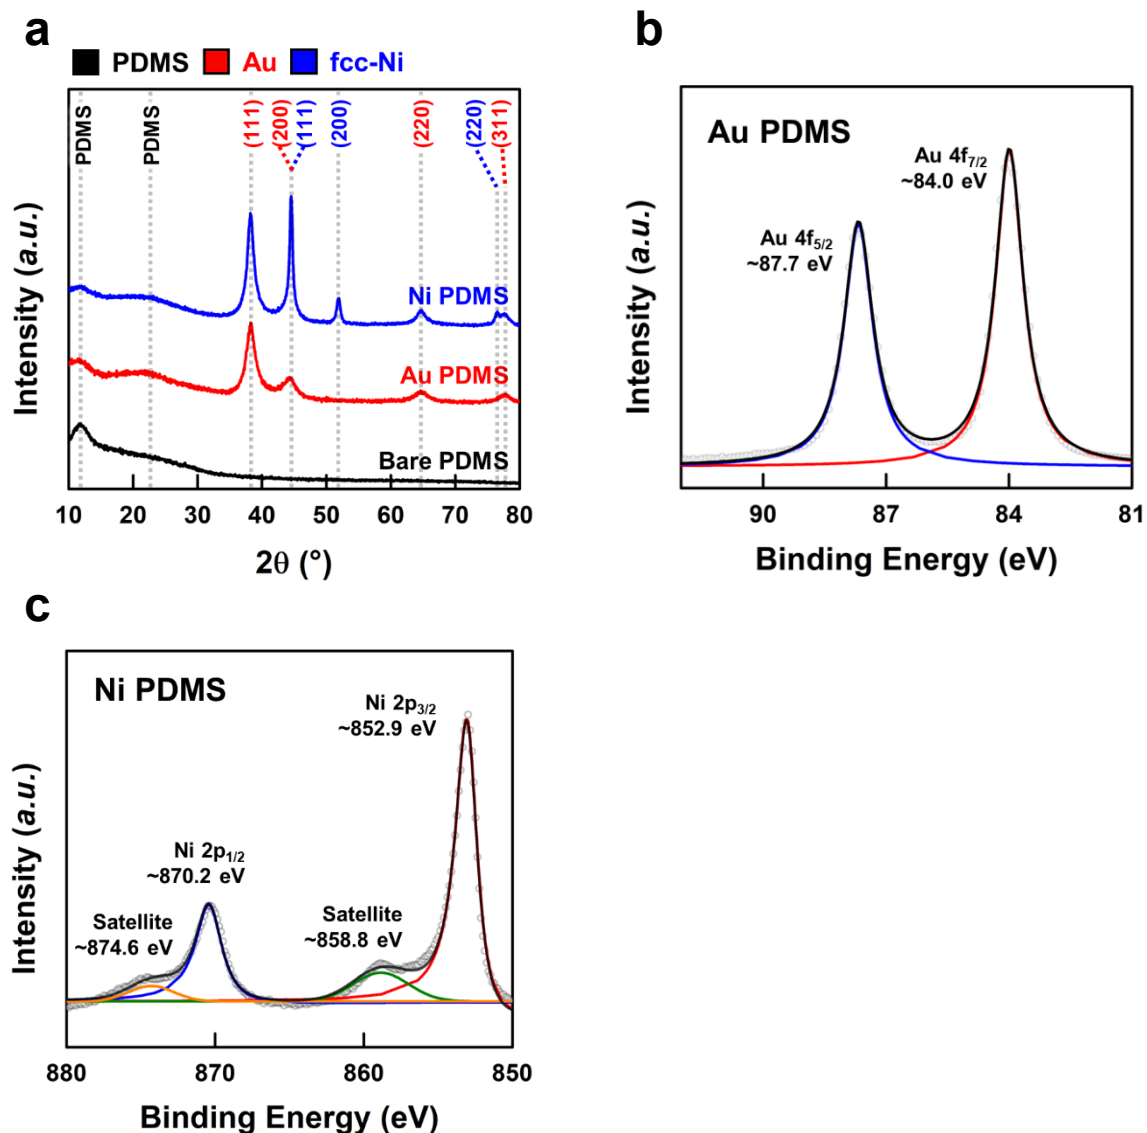 a
PDMS Au fcc-Ni
PDMS
PDMS
(111)
(200)
(111)
(200)
(220)
(220)
(311)
Ni PDMS
Au PDMS
Bare PDMS
Intensity (a.u.)
10 20 30 40 50 60 70 80
2θ (°)
b
Au PDMS
Au 4f7/2
~84.0 eV
Au 4f5/2
~87.7 eV
Intensity (a.u.)
90 87 84 81
Binding Energy (eV)
c
Ni PDMS
Ni 2p3/2
~852.9 eV
Ni 2p1/2
~870.2 eV
Satellite
~874.6 eV
Satellite
~858.8 eV
Intensity (a.u.)
880 870 860 850
Binding Energy (eV)